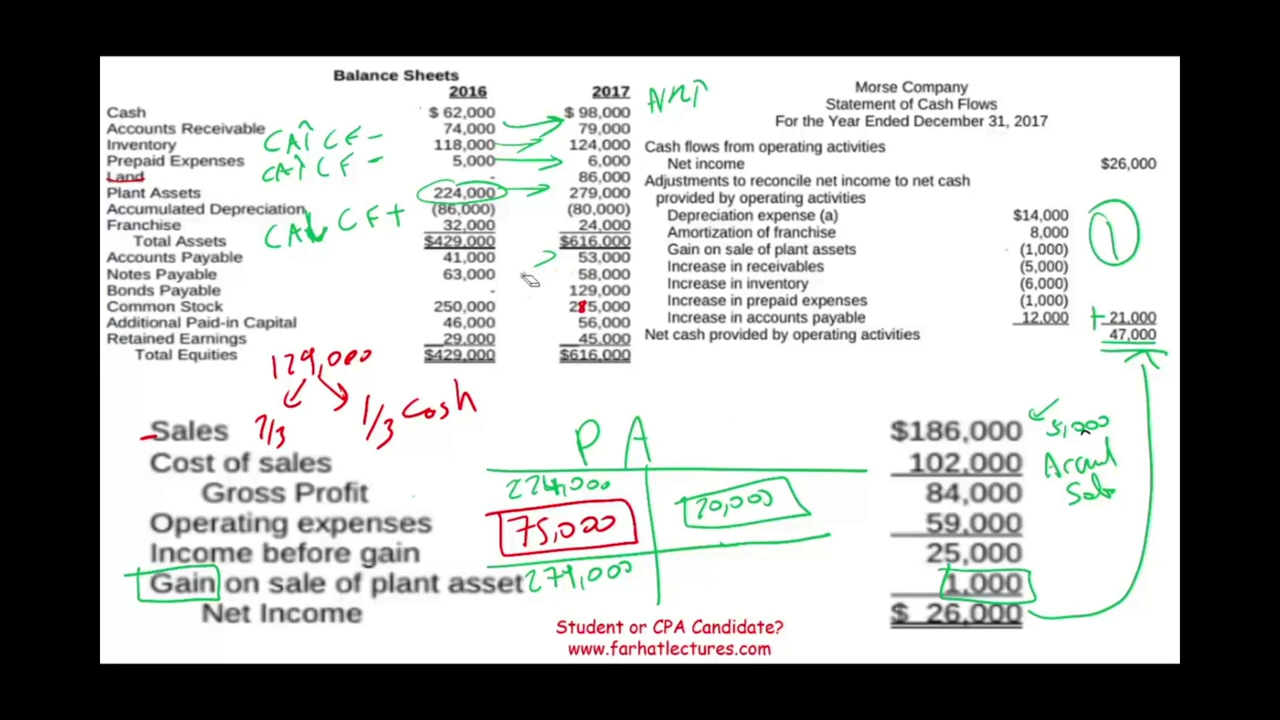 Balance Sheets
2016 2017
Cash $ 62,000 $ 98,000
Accounts Receivable 74,000 79,000
Inventory 118,000 124,000
Prepaid Expenses 5,000 6,000
Land - 86,000
Plant Assets 224,000 279,000
Accumulated Depreciation (86,000) (80,000)
Franchise 32,000 24,000
Total Assets $429,000 $616,000
Accounts Payable 41,000 53,000
Notes Payable 63,000 58,000
Bonds Payable - 129,000
Common Stock 250,000 285,000
Additional Paid-in Capital 46,000 56,000
Retained Earnings 29,000 45,000
Total Equities $429,000 $616,000
CA↑ CF -
CA↑ CF -
CA↓ CF +
129,000
2/3
1/3 Cash
Morse Company
Statement of Cash Flows
For the Year Ended December 31, 2017
Cash flows from operating activities
Net income $26,000
Adjustments to reconcile net income to net cash
provided by operating activities
Depreciation expense (a) $14,000
Amortization of franchise 8,000
Gain on sale of plant assets (1,000)
Increase in receivables (5,000)
Increase in inventory (6,000)
Increase in prepaid expenses (1,000)
Increase in accounts payable 12,000 + 21,000
Net cash provided by operating activities 47,000
1
Sales $186,000
Cost of sales 102,000
Gross Profit 84,000
Operating expenses 59,000
Income before gain 25,000
Gain on sale of plant asset 1,000
Net Income $ 26,000
5,000
PA
224,000
75,000 20,000
279,000
Student or CPA Candidate?
www.farhatlectures.com